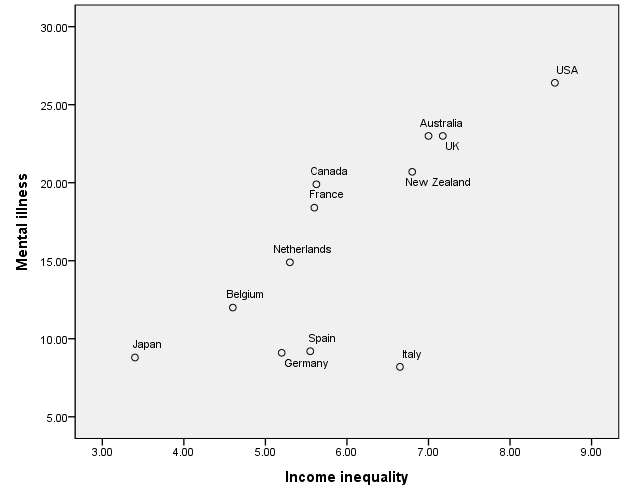 30.00
25.00
20.00
15.00
10.00
5.00
Mental illness
USA
Australia
UK
Canada
New Zealand
France
Netherlands
Belgium
Japan
Spain
Germany
Italy
3.00 4.00 5.00 6.00 7.00 8.00 9.00
Income inequality